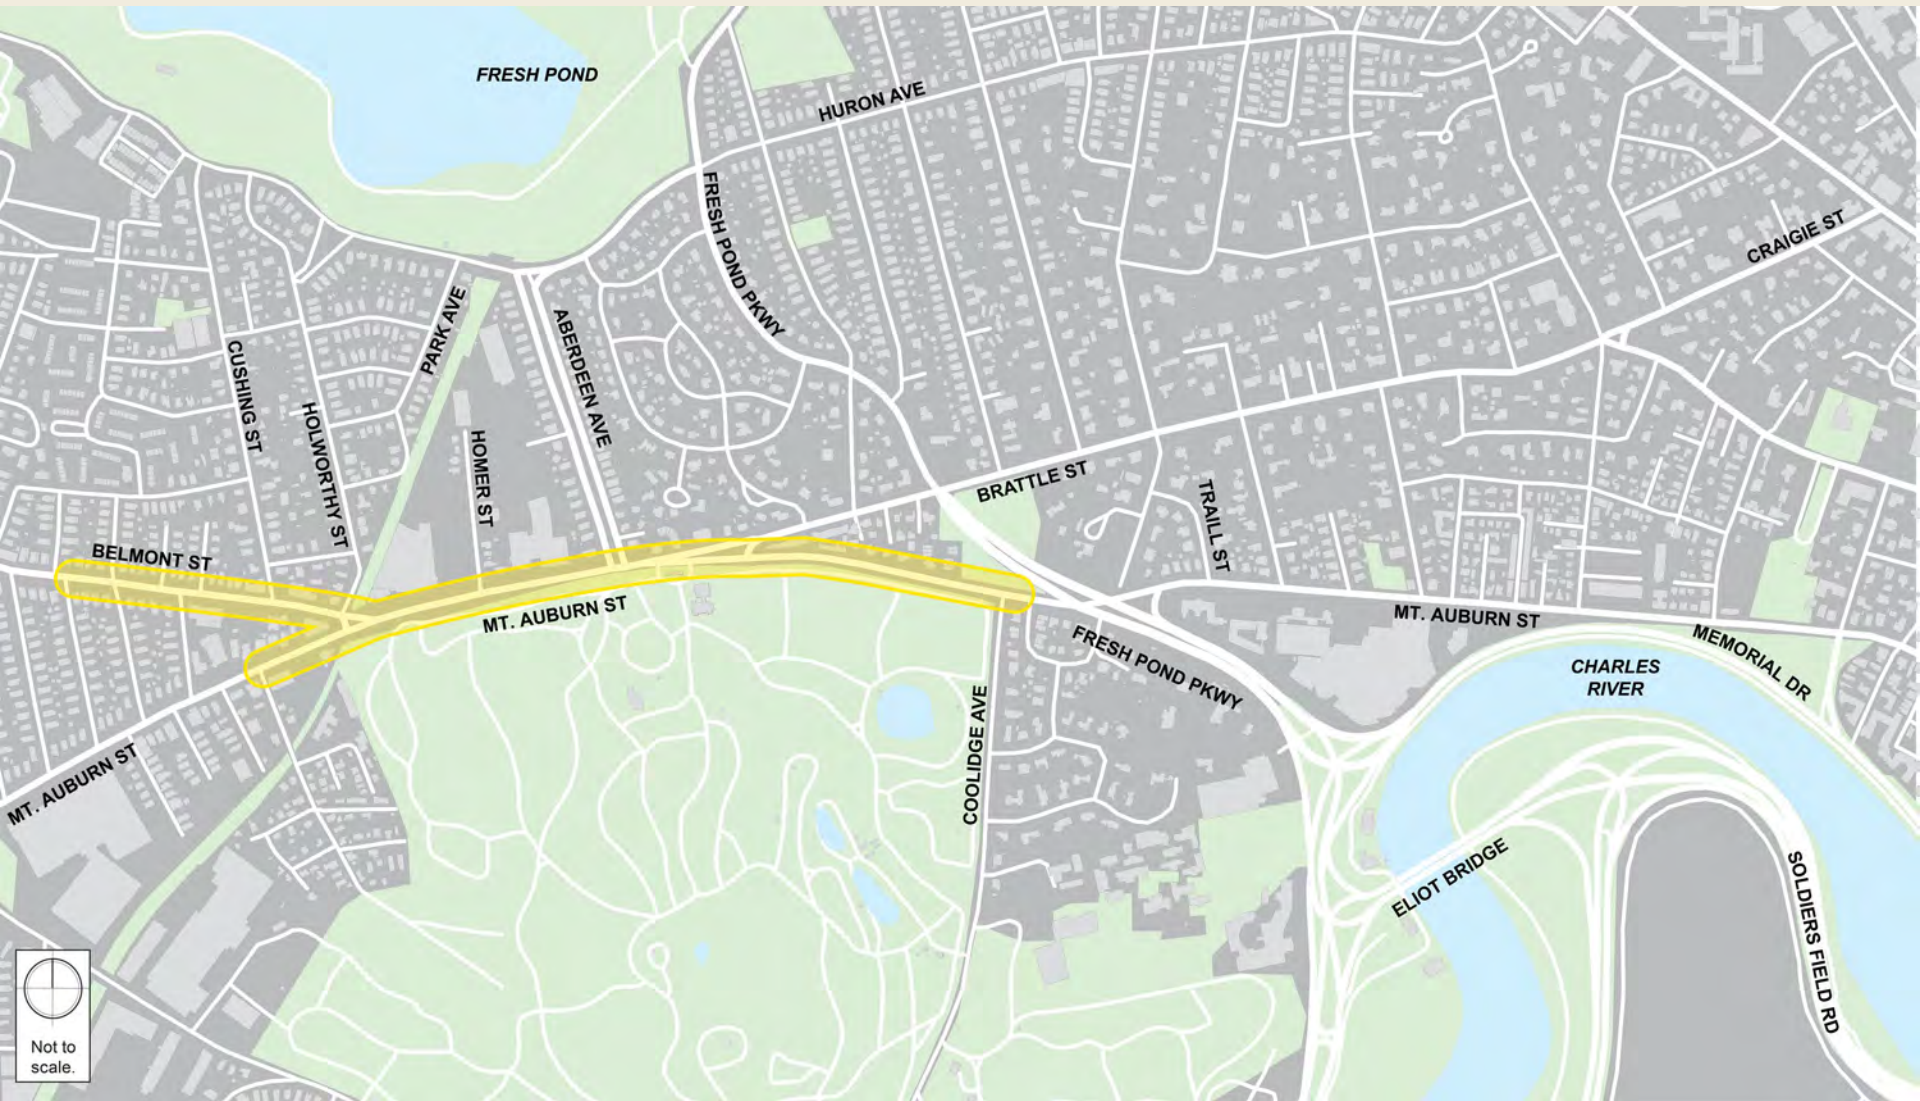 FRESH POND
HURON AVE
FRESH POND PKWY
CRAIGIE ST
PARK AVE
ABERDEEN AVE
CUSHING ST
HOLWORTHY ST
HOMER ST
BRATTLE ST
TRAILL ST
BELMONT ST
MT. AUBURN ST
MT. AUBURN ST
FRESH POND PKWY
MEMORIAL DR
CHARLES
RIVER
COOLIDGE AVE
MT. AUBURN ST
ELIOT BRIDGE
SOLDIERS FIELD RD
Not to
scale.